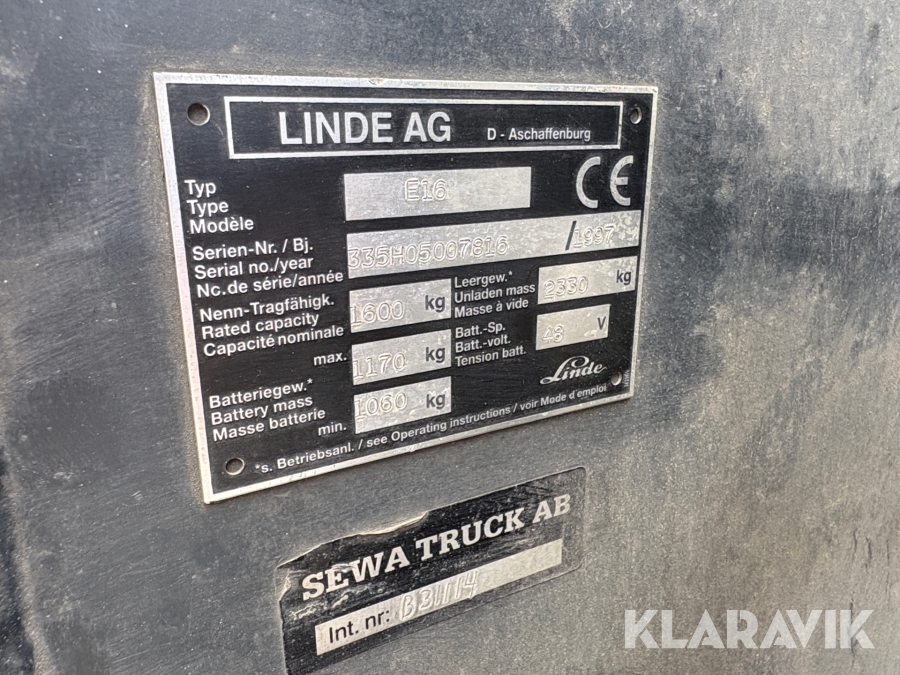 LINDE AG D - Aschaffenburg
Typ
Type
Modèle
E16
CE
Serien-Nr. / Bj.
Serial no./year
Nc. de série/année
335H05007816 /1997
Nenn-Tragfähigk.
Rated capacity
Capacité nominale
1600 kg
Leergew.*
Unladen mass
Masse à vide
2330 kg
Batteriegew.*
Battery mass
Masse batterie
max. 1170 kg
min. 1060 kg
Batt.-Sp.
Batt.-volt.
Tension batt.
48 V
Linde
*s. Betriebsanl. / see Operating instructions / voir Mode d'emploi
SEWA TRUCK AB
Int. nr:
KLARAVIK